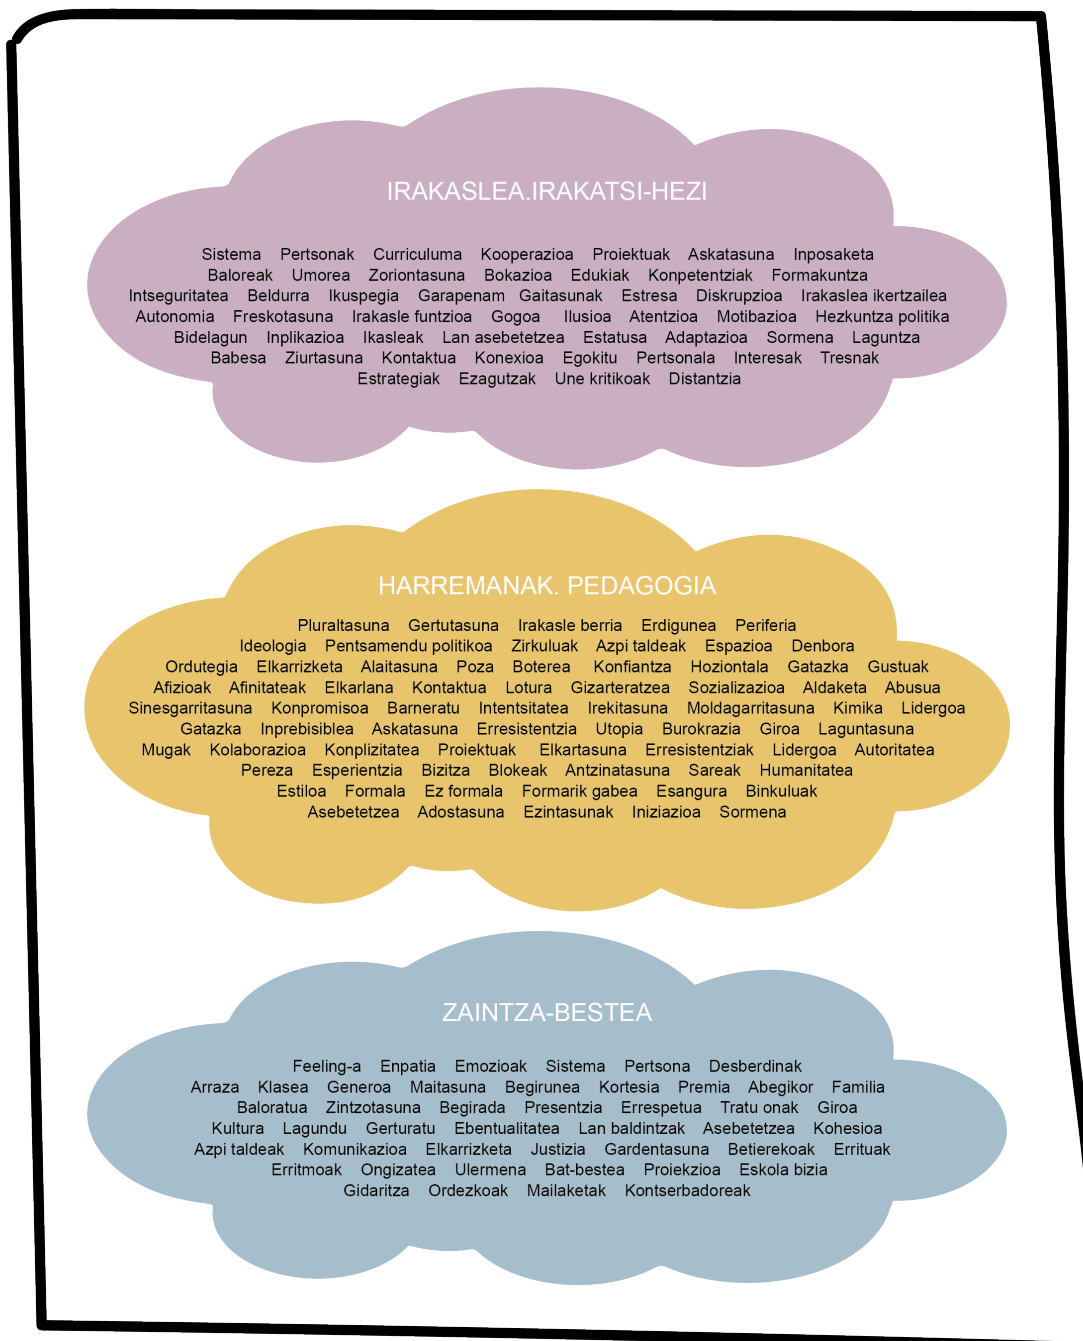 IRAKASLEA.IRAKATSI-HEZI
Sistema Pertsonak Curriculuma Kooperazioa Proiektuak Askatasuna Inposaketa
Baloreak Umorea Zoriontasuna Bokazioa Edukiak Konpetentziak Formakuntza
Intseguritatea Beldurra Ikuspegia Garapenam Gaitasunak Estresa Diskrupzioa Irakaslea ikertzailea
Autonomia Freskotasuna Irakasle funtzioa Gogoa Ilusioa Atentzioa Motibazioa Hezkuntza politika
Bidelagun Inplikazioa Ikasleak Lan asebetetzea Estatusa Adaptazioa Sormena Laguntza
Babesa Ziurtasuna Kontaktua Konexioa Egokitu Pertsonala Interesak Tresnak
Estrategiak Ezagutzak Une kritikoak Distantzia
HARREMANAK. PEDAGOGIA
Pluraltasuna Gertutasuna Irakasle berria Erdigunea Periferia
Ideologia Pentsamendu politikoa Zirkuluak Azpi taldeak Espazioa Denbora
Ordutegia Elkarrizketa Alaitasuna Poza Boterea Konfiantza Hoziontala Gatazka Gustuak
Afizioak Afinitateak Elkarlana Kontaktua Lotura Gizarteratzea Sozializazioa Aldaketa Abusua
Sinesgarritasuna Konpromisoa Barneratu Intentsitatea Irekitasuna Moldagarritasuna Kimika Lidergoa
Gatazka Inprebisiblea Askatasuna Erresistentzia Utopia Burokrazia Giroa Laguntasuna
Mugak Kolaborazioa Konplizitatea Proiektuak Elkartasuna Erresistentziak Lidergoa Autoritatea
Pereza Esperientzia Bizitza Blokeak Antzinatasuna Sareak Humanitatea
Estiloa Formala Ez formala Formarik gabea Esangura Binkuluak
Asebetetzea Adostasuna Ezintasunak Iniziazioa Sormena
ZAINTZA-BESTEA
Feeling-a Enpatia Emozioak Sistema Pertsona Desberdinak
Arraza Klasea Generoa Maitasuna Begirunea Kortesia Premia Abegikor Familia
Baloratua Zintzotasuna Begirada Presentzia Errespetua Tratu onak Giroa
Kultura Lagundu Gerturatu Ebentualitatea Lan baldintzak Asebetetzea Kohesioa
Azpi taldeak Komunikazioa Elkarrizketa Justizia Gardentasuna Betierekoak Errituak
Erritmoak Ongizatea Ulermena Bat-bestea Proiekzioa Eskola bizia
Gidaritza Ordezkoak Mailaketak Kontserbadoreak